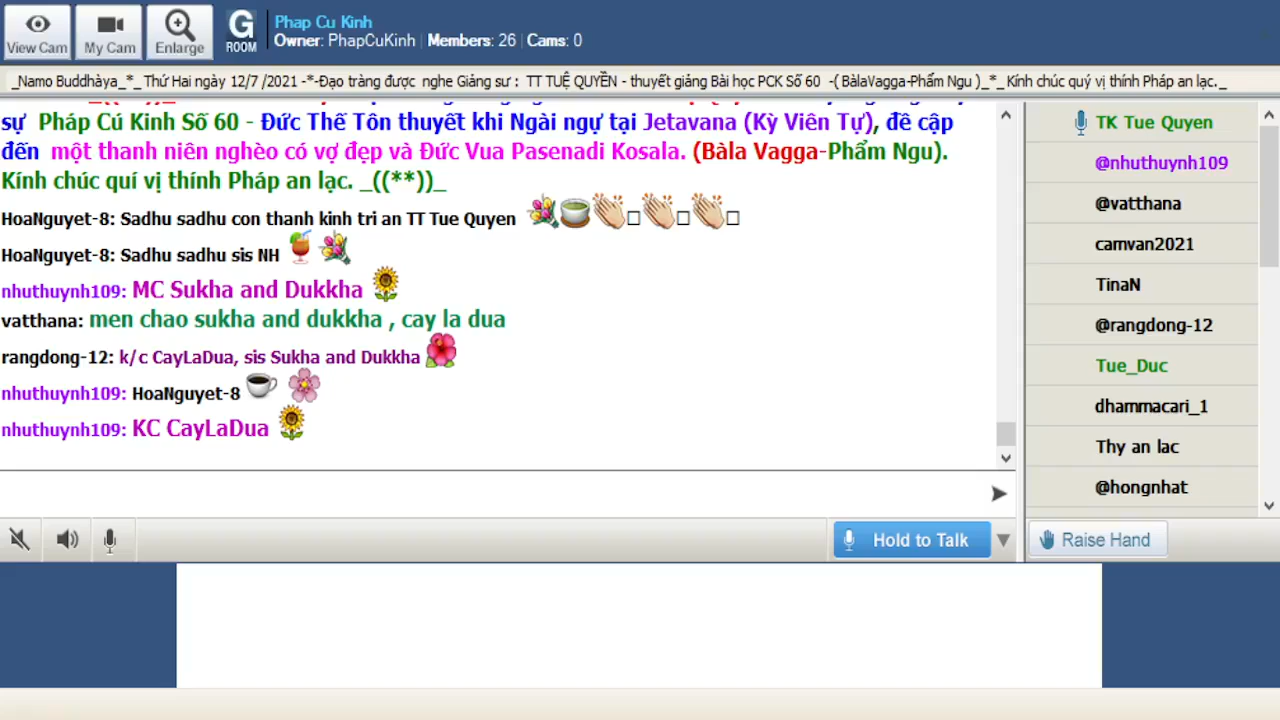 View Cam
My Cam
Enlarge
G
ROOM
Phap Cu Kinh
Owner: PhapCuKinh | Members: 26 | Cams: 0
_Namo Buddhàya_*_ Thứ Hai ngày 12/7 /2021 -*-Đạo tràng được nghe Giảng sư : TT TUỆ QUYỀN - thuyết giảng Bài học PCK Số 60 -( BàlaVagga-Phẩm Ngu )_*_Kính chúc quý vị thính Pháp an lạc._
sự Pháp Cú Kinh Số 60 - Đức Thế Tôn thuyết khi Ngài ngự tại Jetavana (Kỳ Viên Tự), đề cập
đến một thanh niên nghèo có vợ đẹp và Đức Vua Pasenadi Kosala. (Bàla Vagga-Phẩm Ngu).
Kính chúc quí vị thính Pháp an lạc. _((**))_
HoaNguyet-8: Sadhu sadhu con thanh kinh tri an TT Tue Quyen
HoaNguyet-8: Sadhu sadhu sis NH
nhuthuynh109: MC Sukha and Dukkha
vatthana: men chao sukha and dukkha , cay la dua
rangdong-12: k/c CayLaDua, sis Sukha and Dukkha
nhuthuynh109: HoaNguyet-8
nhuthuynh109: KC CayLaDua
TK Tue Quyen
@nhuthuynh109
@vatthana
camvan2021
TinaN
@rangdong-12
Tue_Duc
dhammacari_1
Thy an lac
@hongnhat
Hold to Talk
Raise Hand